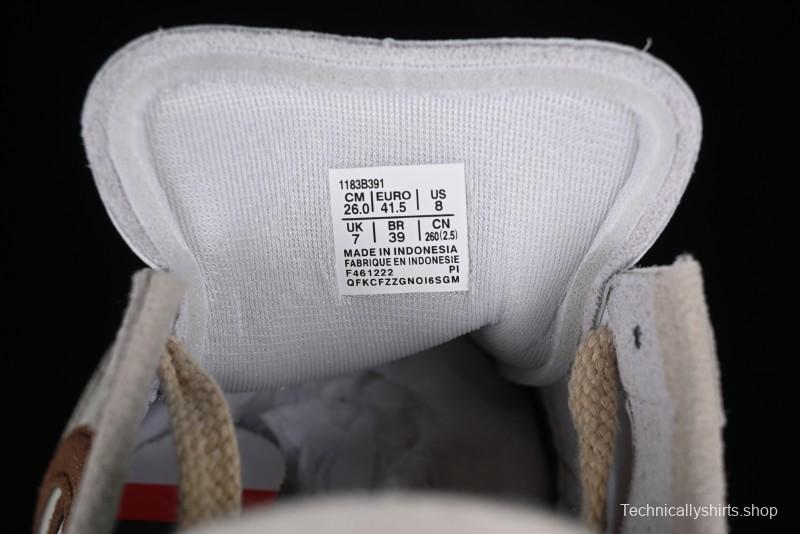 1183B391
CM EURO US
26.0 41.5 8
UK BR CN
7 39 260(2.5)
MADE IN INDONESIA
FABRIQUE EN INDONESIE
F461222 PI
QFKCFZZGNOI6SGM
Technicallyshirts.shop